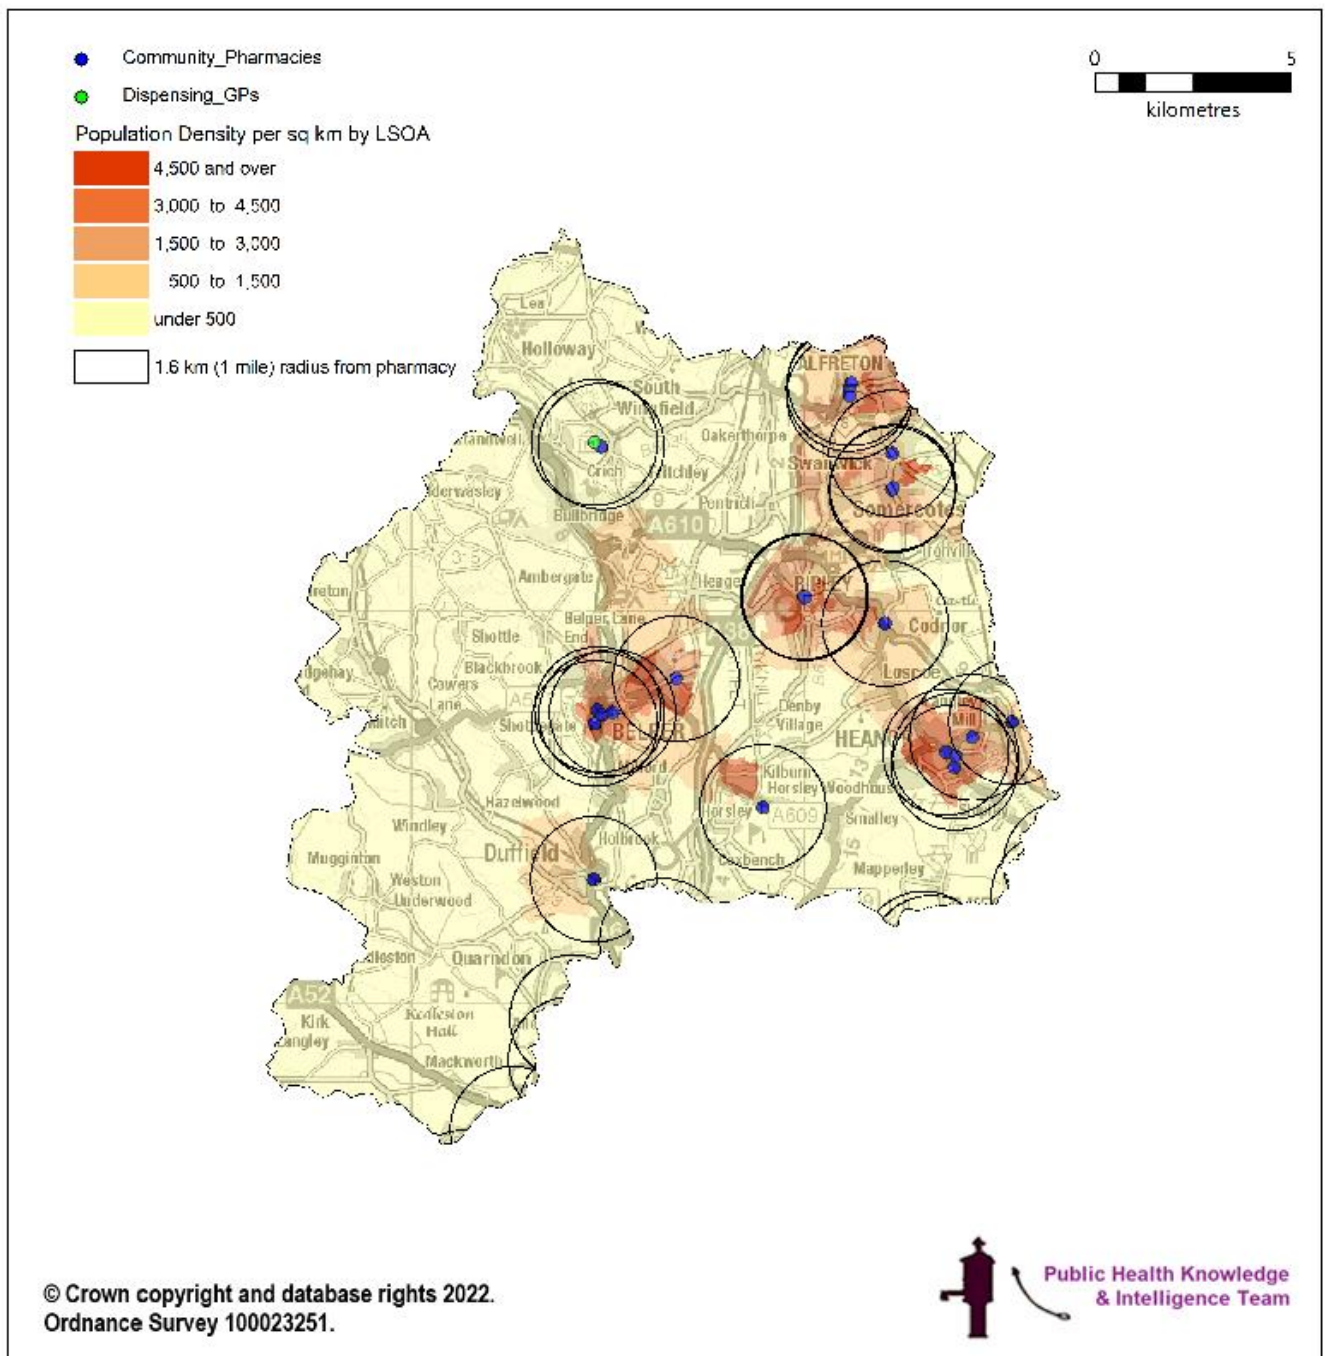 Community_Pharmacies
Dispensing_GPs
Population Density per sq km by LSOA
4,500 and over
3,000 to 4,500
1,500 to 3,000
500 to 1,500
under 500
1.6 km (1 mile) radius from pharmacy
0 5
kilometres
Lea
Holloway
ALFRETON
South
Wingfield
Oakerthorpe
Crich
Swanwick
Pentrich
Somercotes
Bullbridge
A610
Ambergate
RIPLEY
Belper Lane
End
Codnor
Shottle
A38
Blackbrook
Loscoe
Cowers
Lane
Denby
Village
BELPER
Mill
HEANOR
Kilburn
Hazelwood
Horsley Woodhouse
Horsley
A609
Smalley
Windley
Holbrook
Duffield
Mugginton
Coxbench
Mapperley
Weston
Underwood
Quarndon
A52
Kirk
Langley
Kedleston
Hall
Mackworth
© Crown copyright and database rights 2022.
Ordnance Survey 100023251.
Public Health Knowledge
& Intelligence Team